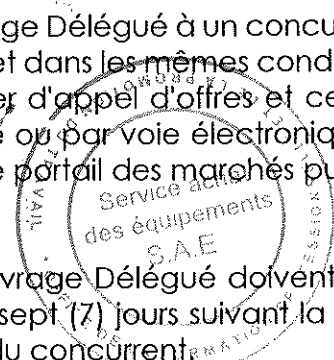 ge Délégué à un concu
et dans les mêmes cond
er d'appel d'offres et ce
ou par voie électroniq
portail des marchés pu
Service
des équipements
S.A.E
vrage Délégué doivent
sept (7) jours suivant la
du concurrent